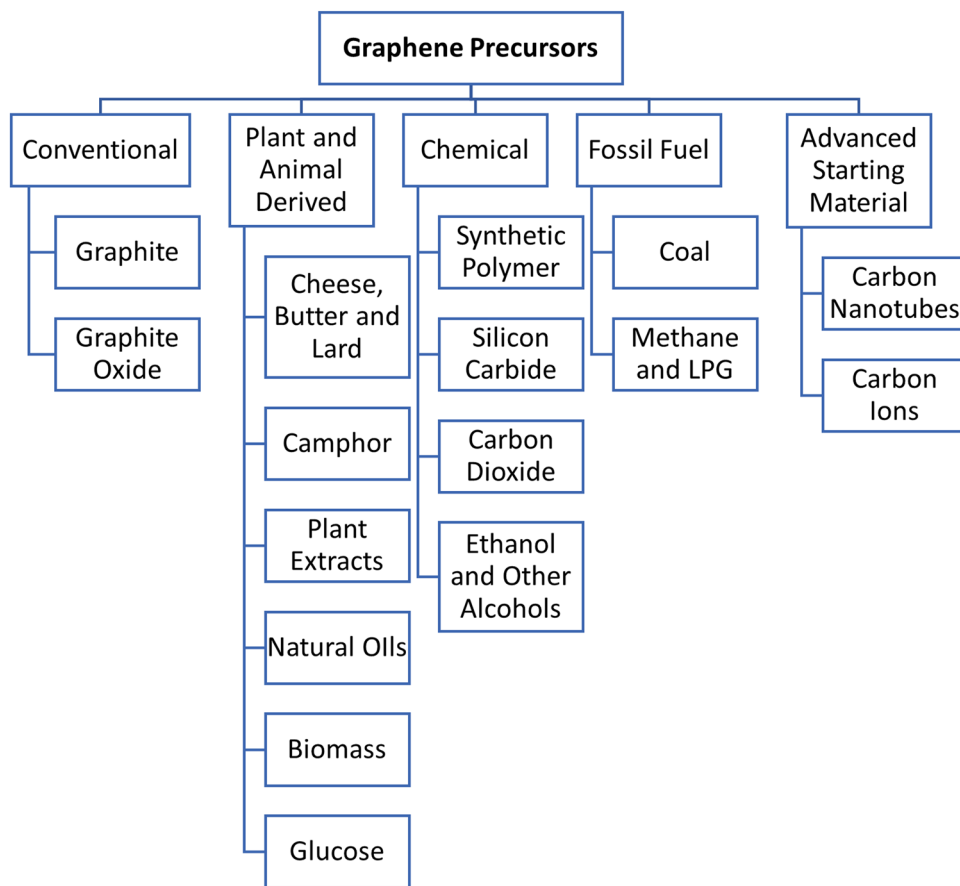 Graphene Precursors
Conventional
Graphite
Graphite
Oxide
Plant and
Animal
Derived
Cheese,
Butter and
Lard
Camphor
Plant
Extracts
Natural OIls
Biomass
Glucose
Chemical
Synthetic
Polymer
Silicon
Carbide
Carbon
Dioxide
Ethanol
and Other
Alcohols
Fossil Fuel
Coal
Methane
and LPG
Advanced
Starting
Material
Carbon
Nanotubes
Carbon
Ions